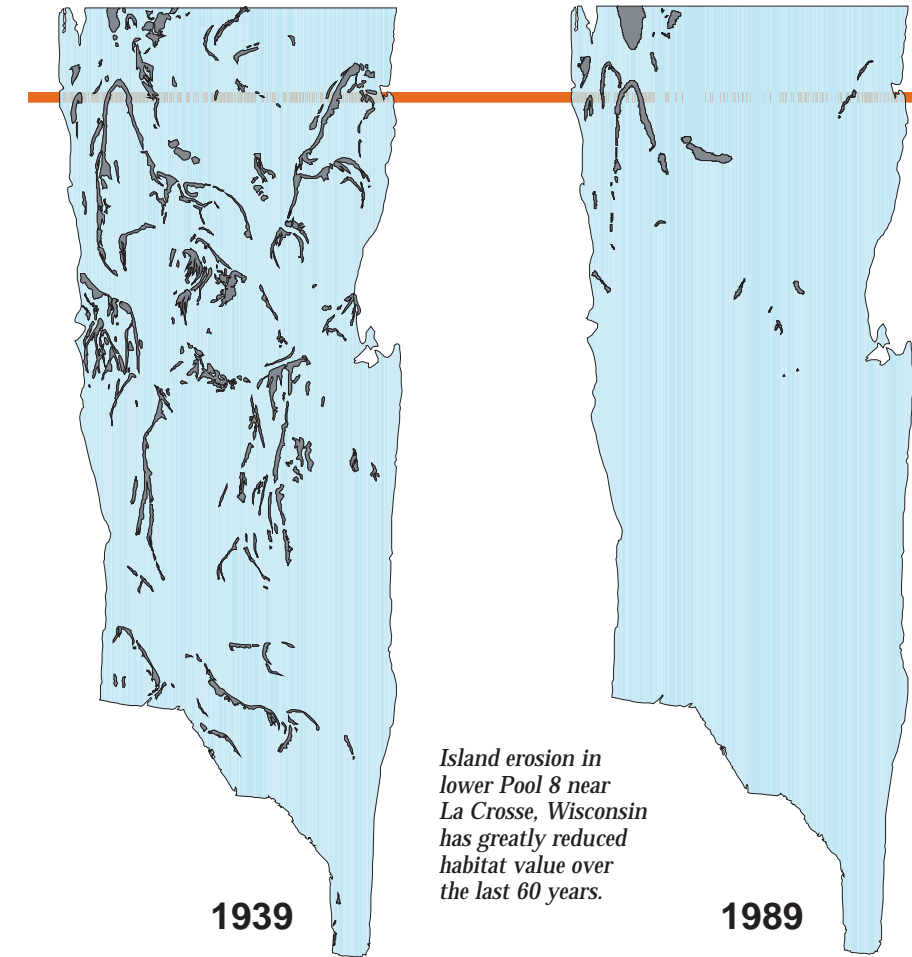 Island erosion in
lower Pool 8 near
La Crosse, Wisconsin
has greatly reduced
habitat value over
the last 60 years.
1939
1989